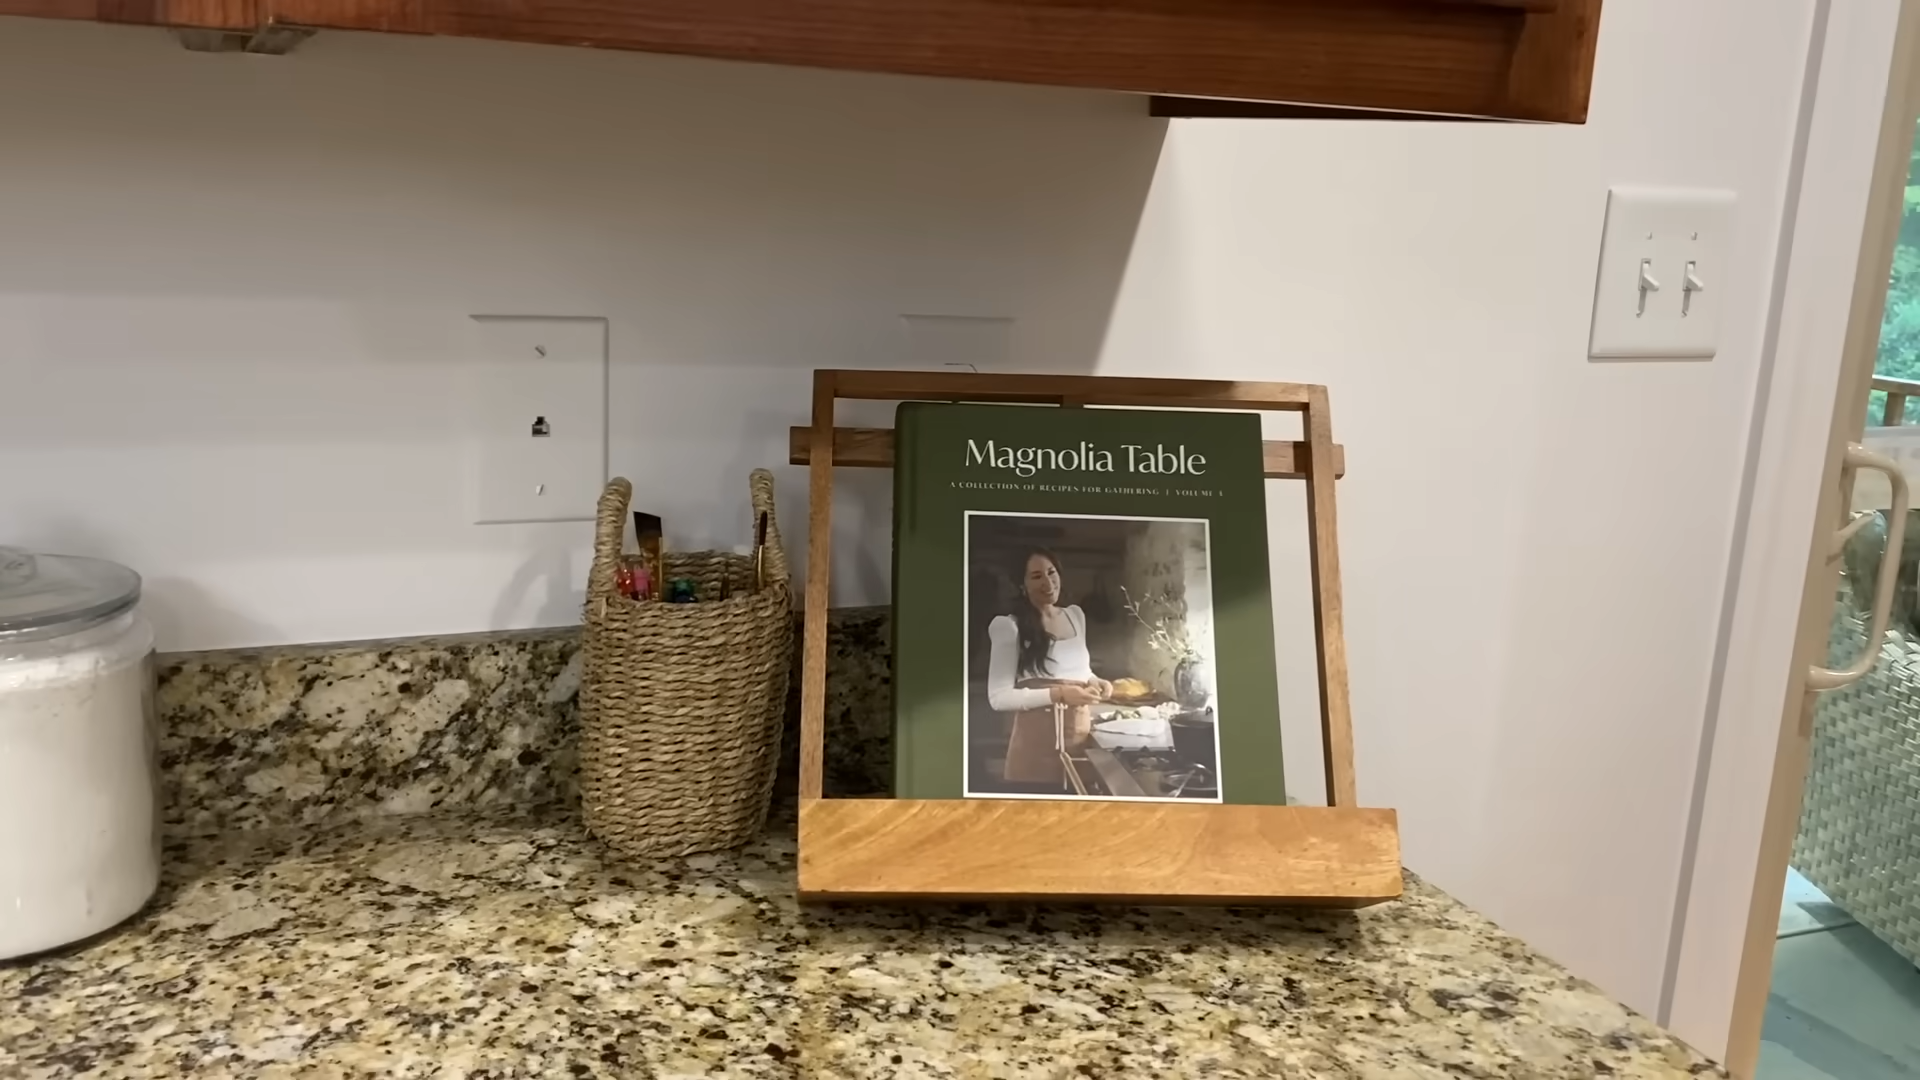 Magnolia Table
A COLLECTION OF RECIPES FOR GATHERING | VOLUME 3